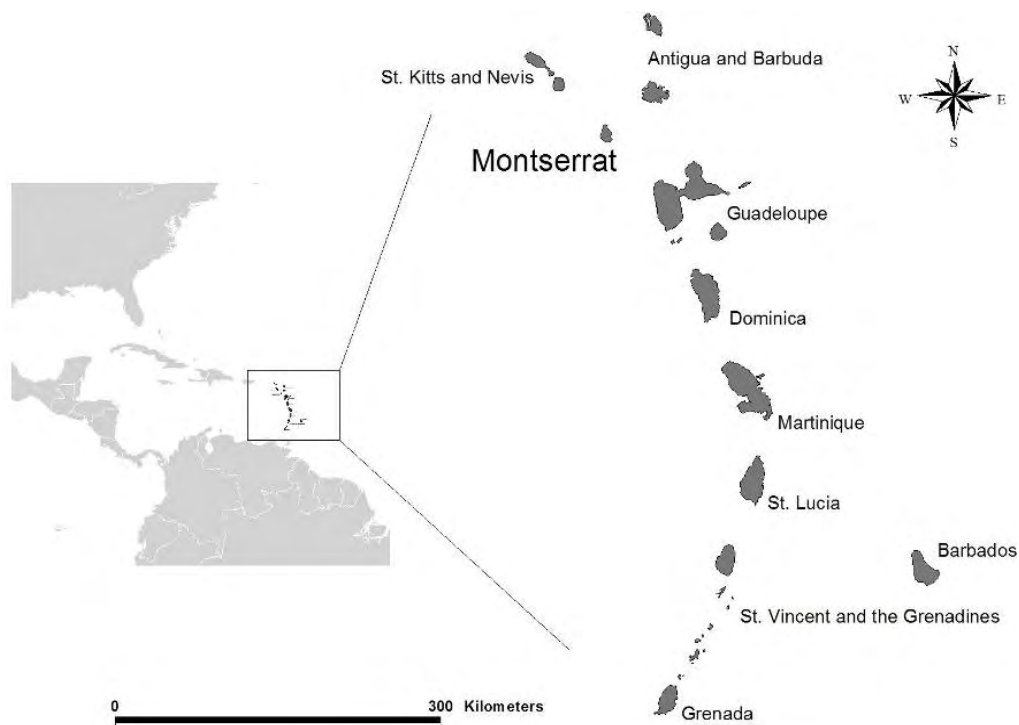 Antigua and Barbuda
St. Kitts and Nevis
N
W E
S
Montserrat
Guadeloupe
Dominica
Martinique
St. Lucia
Barbados
St. Vincent and the Grenadines
0 300 Kilometers
Grenada